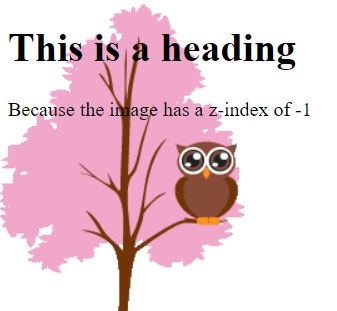 This is a heading
Because the image has a z-index of -1